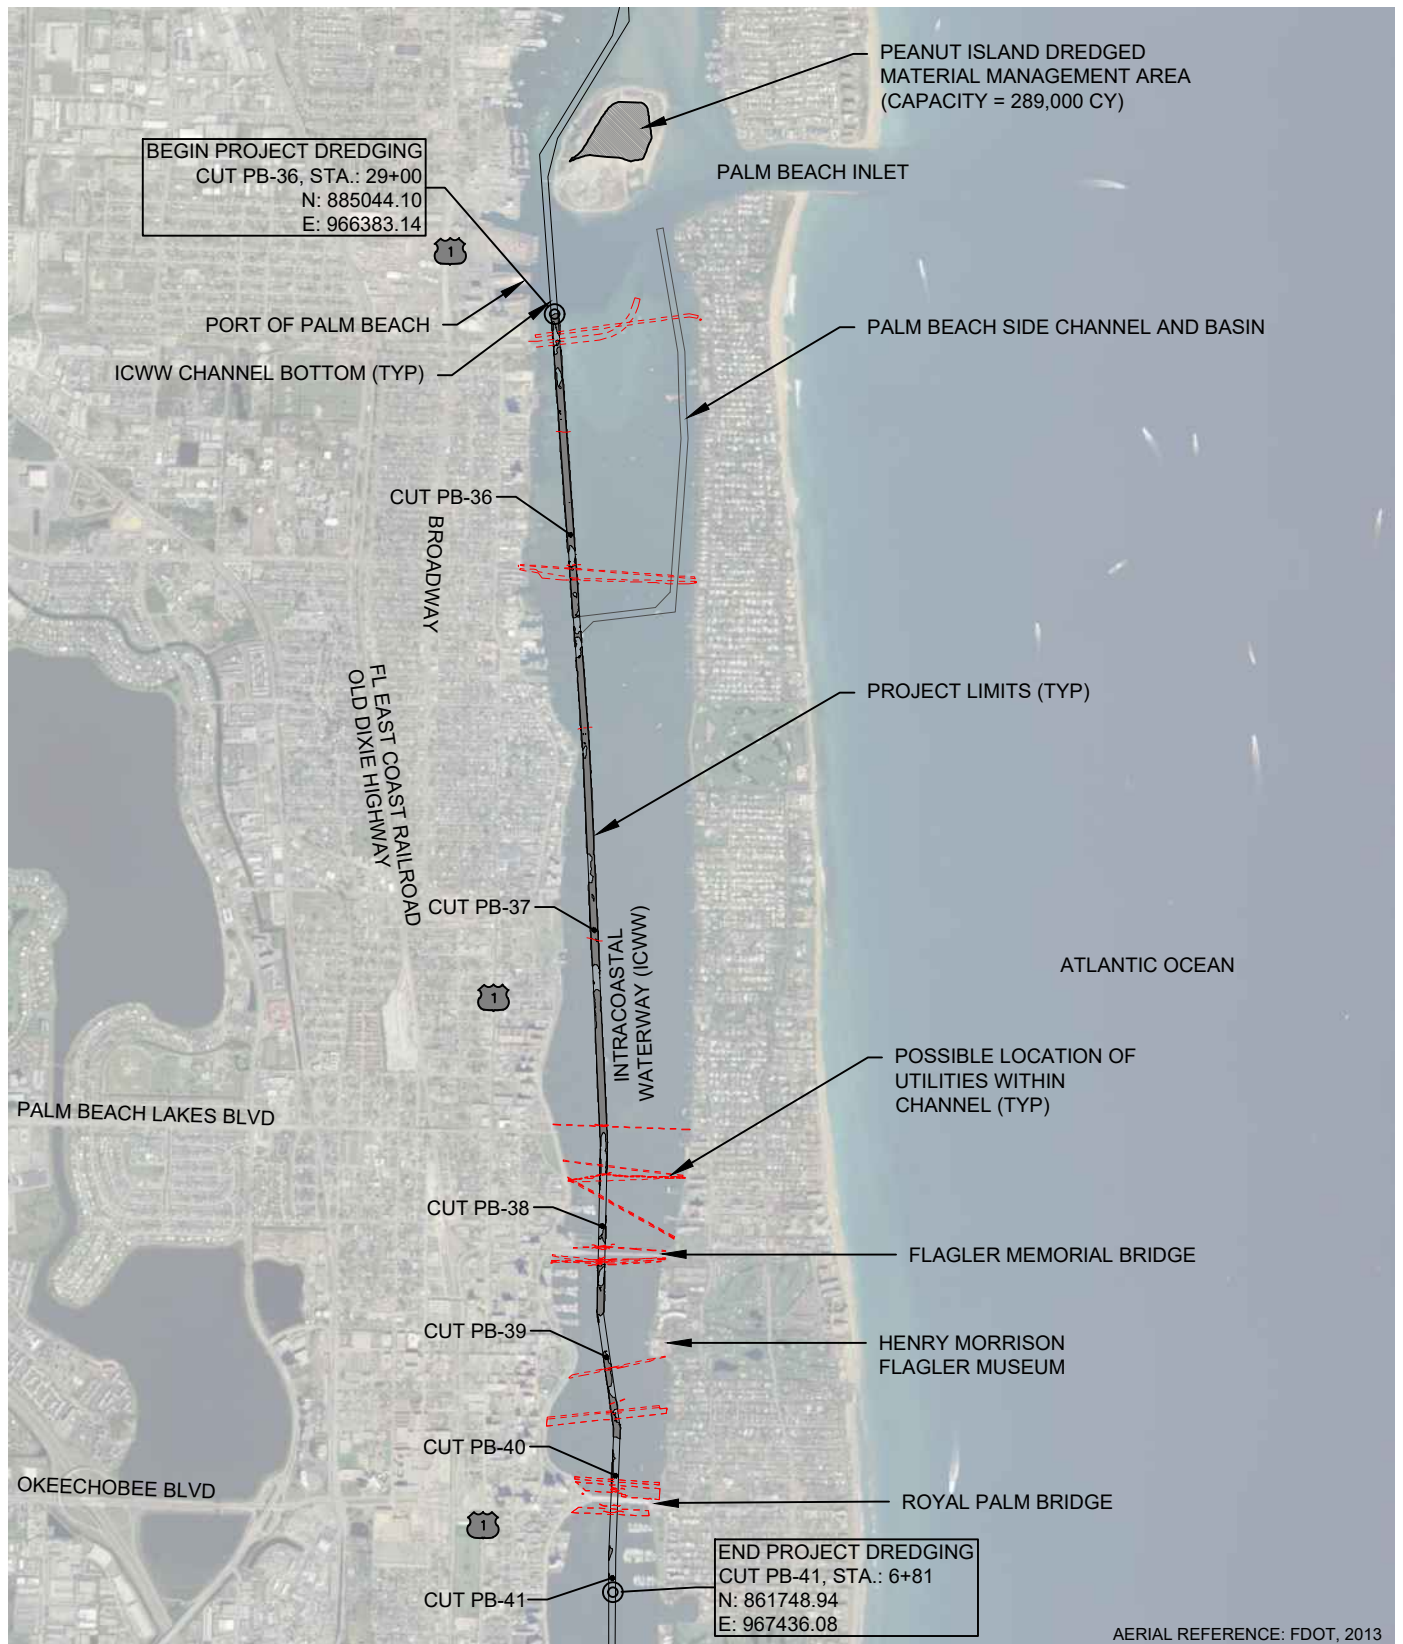 PEANUT ISLAND DREDGED
MATERIAL MANAGEMENT AREA
(CAPACITY = 289,000 CY)
BEGIN PROJECT DREDGING
CUT PB-36, STA.: 29+00
N: 885044.10
E: 966383.14
PALM BEACH INLET
1
PORT OF PALM BEACH
PALM BEACH SIDE CHANNEL AND BASIN
ICWW CHANNEL BOTTOM (TYP)
CUT PB-36
BROADWAY
FL EAST COAST RAILROAD
OLD DIXIE HIGHWAY
PROJECT LIMITS (TYP)
CUT PB-37
INTRACOASTAL
WATERWAY (ICWW)
ATLANTIC OCEAN
1
POSSIBLE LOCATION OF
UTILITIES WITHIN
CHANNEL (TYP)
PALM BEACH LAKES BLVD
CUT PB-38
FLAGLER MEMORIAL BRIDGE
CUT PB-39
HENRY MORRISON
FLAGLER MUSEUM
CUT PB-40
OKEECHOBEE BLVD
ROYAL PALM BRIDGE
1
END PROJECT DREDGING
CUT PB-41, STA.: 6+81
N: 861748.94
E: 967436.08
CUT PB-41
AERIAL REFERENCE: FDOT, 2013